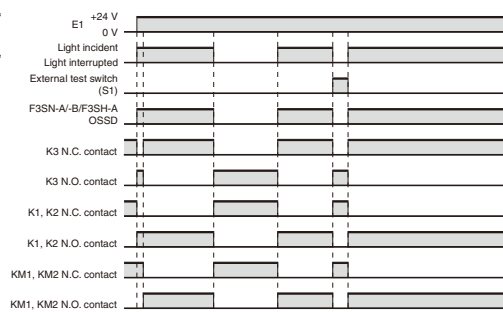 +24 V
E1
0 V
Light incident
Light interrupted
External test switch
(S1)
F3SN-A/-B/F3SH-A
OSSD
K3 N.C. contact
K3 N.O. contact
K1, K2 N.C. contact
K1, K2 N.O. contact
KM1, KM2 N.C. contact
KM1, KM2 N.O. contact